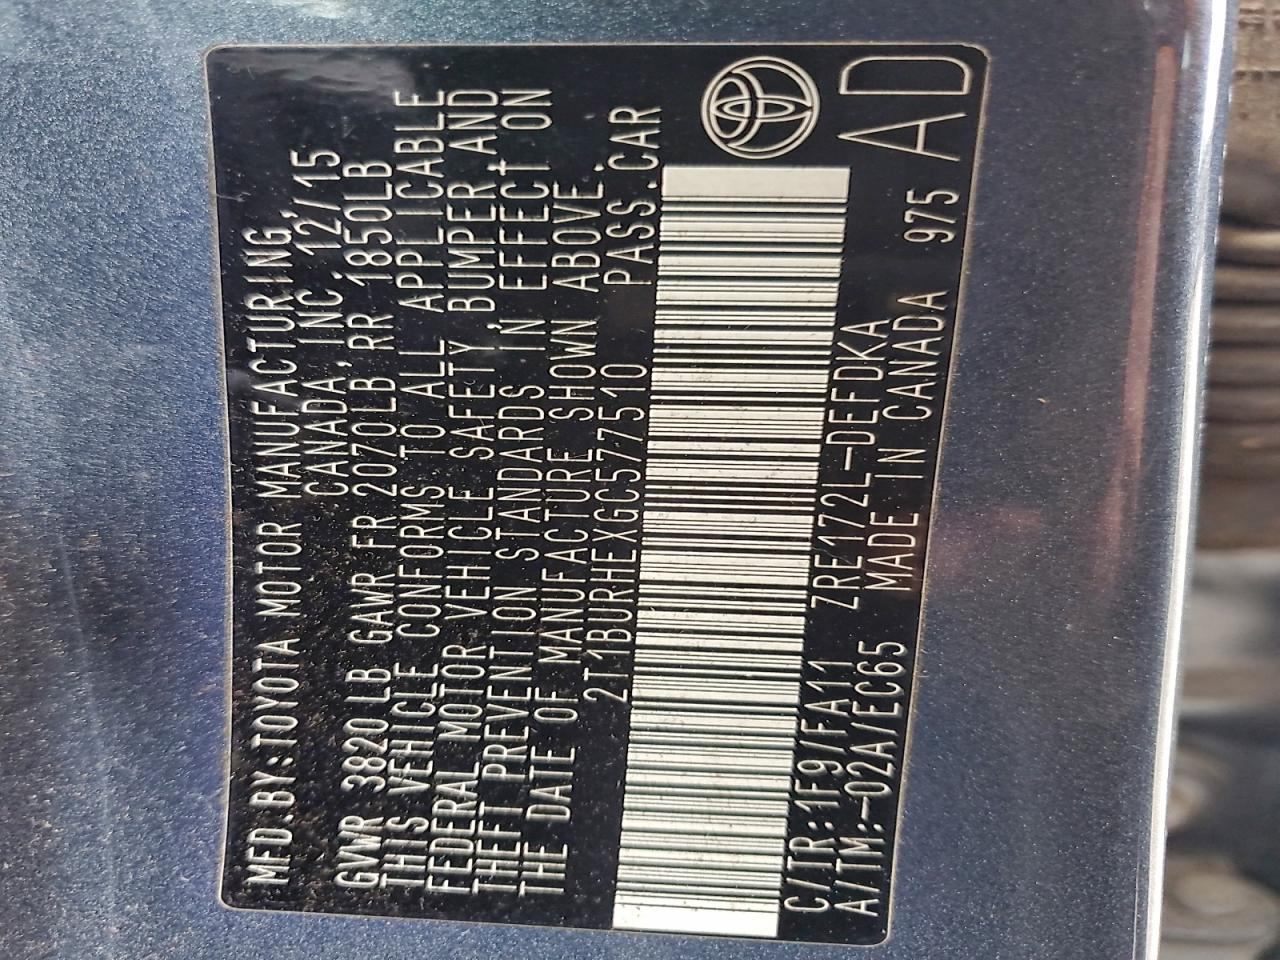 MFD.BY:TOYOTA MOTOR MANUFACTURING,
CANADA, INC. 12/15
GVWR 3820 LB GAWR FR 2070LB RR 1850LB
THIS VEHICLE CONFORMS TO ALL APPLICABLE
FEDERAL MOTOR VEHICLE SAFETY, BUMPER, AND
THEFT PREVENTION STANDARDS IN EFFECT ON
THE DATE OF MANUFACTURE SHOWN ABOVE.
2T1BURHEXGC577510 PASS.CAR
C/TR:1F9/FA11 ZRE172L-DEFDKA
A/TM:-02A/EC65 MADE IN CANADA 975 AD